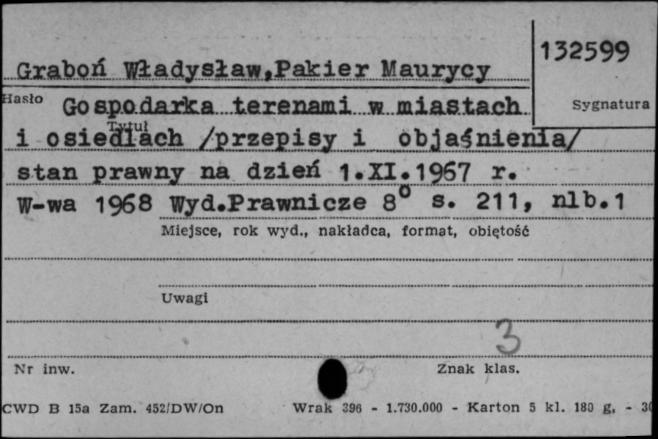 132599
Graboń Władysław,Pakier Maurycy
Hasło Gospodarka terenami w miastach Sygnatura
Tytuł
i osiedlach /przepisy i objaśnienia/
stan prawny na dzień 1.XI.1967 r.
W-wa 1968 Wyd.Prawnicze 8° s. 211, nlb.1
Miejsce, rok wyd., nakładca, format, objętość
Uwagi
3
Nr inw. Znak klas.
CWD B 15a Zam. 452/DW/On Wrak 396 - 1.730.000 - Karton 5 kl. 180 g, - 30